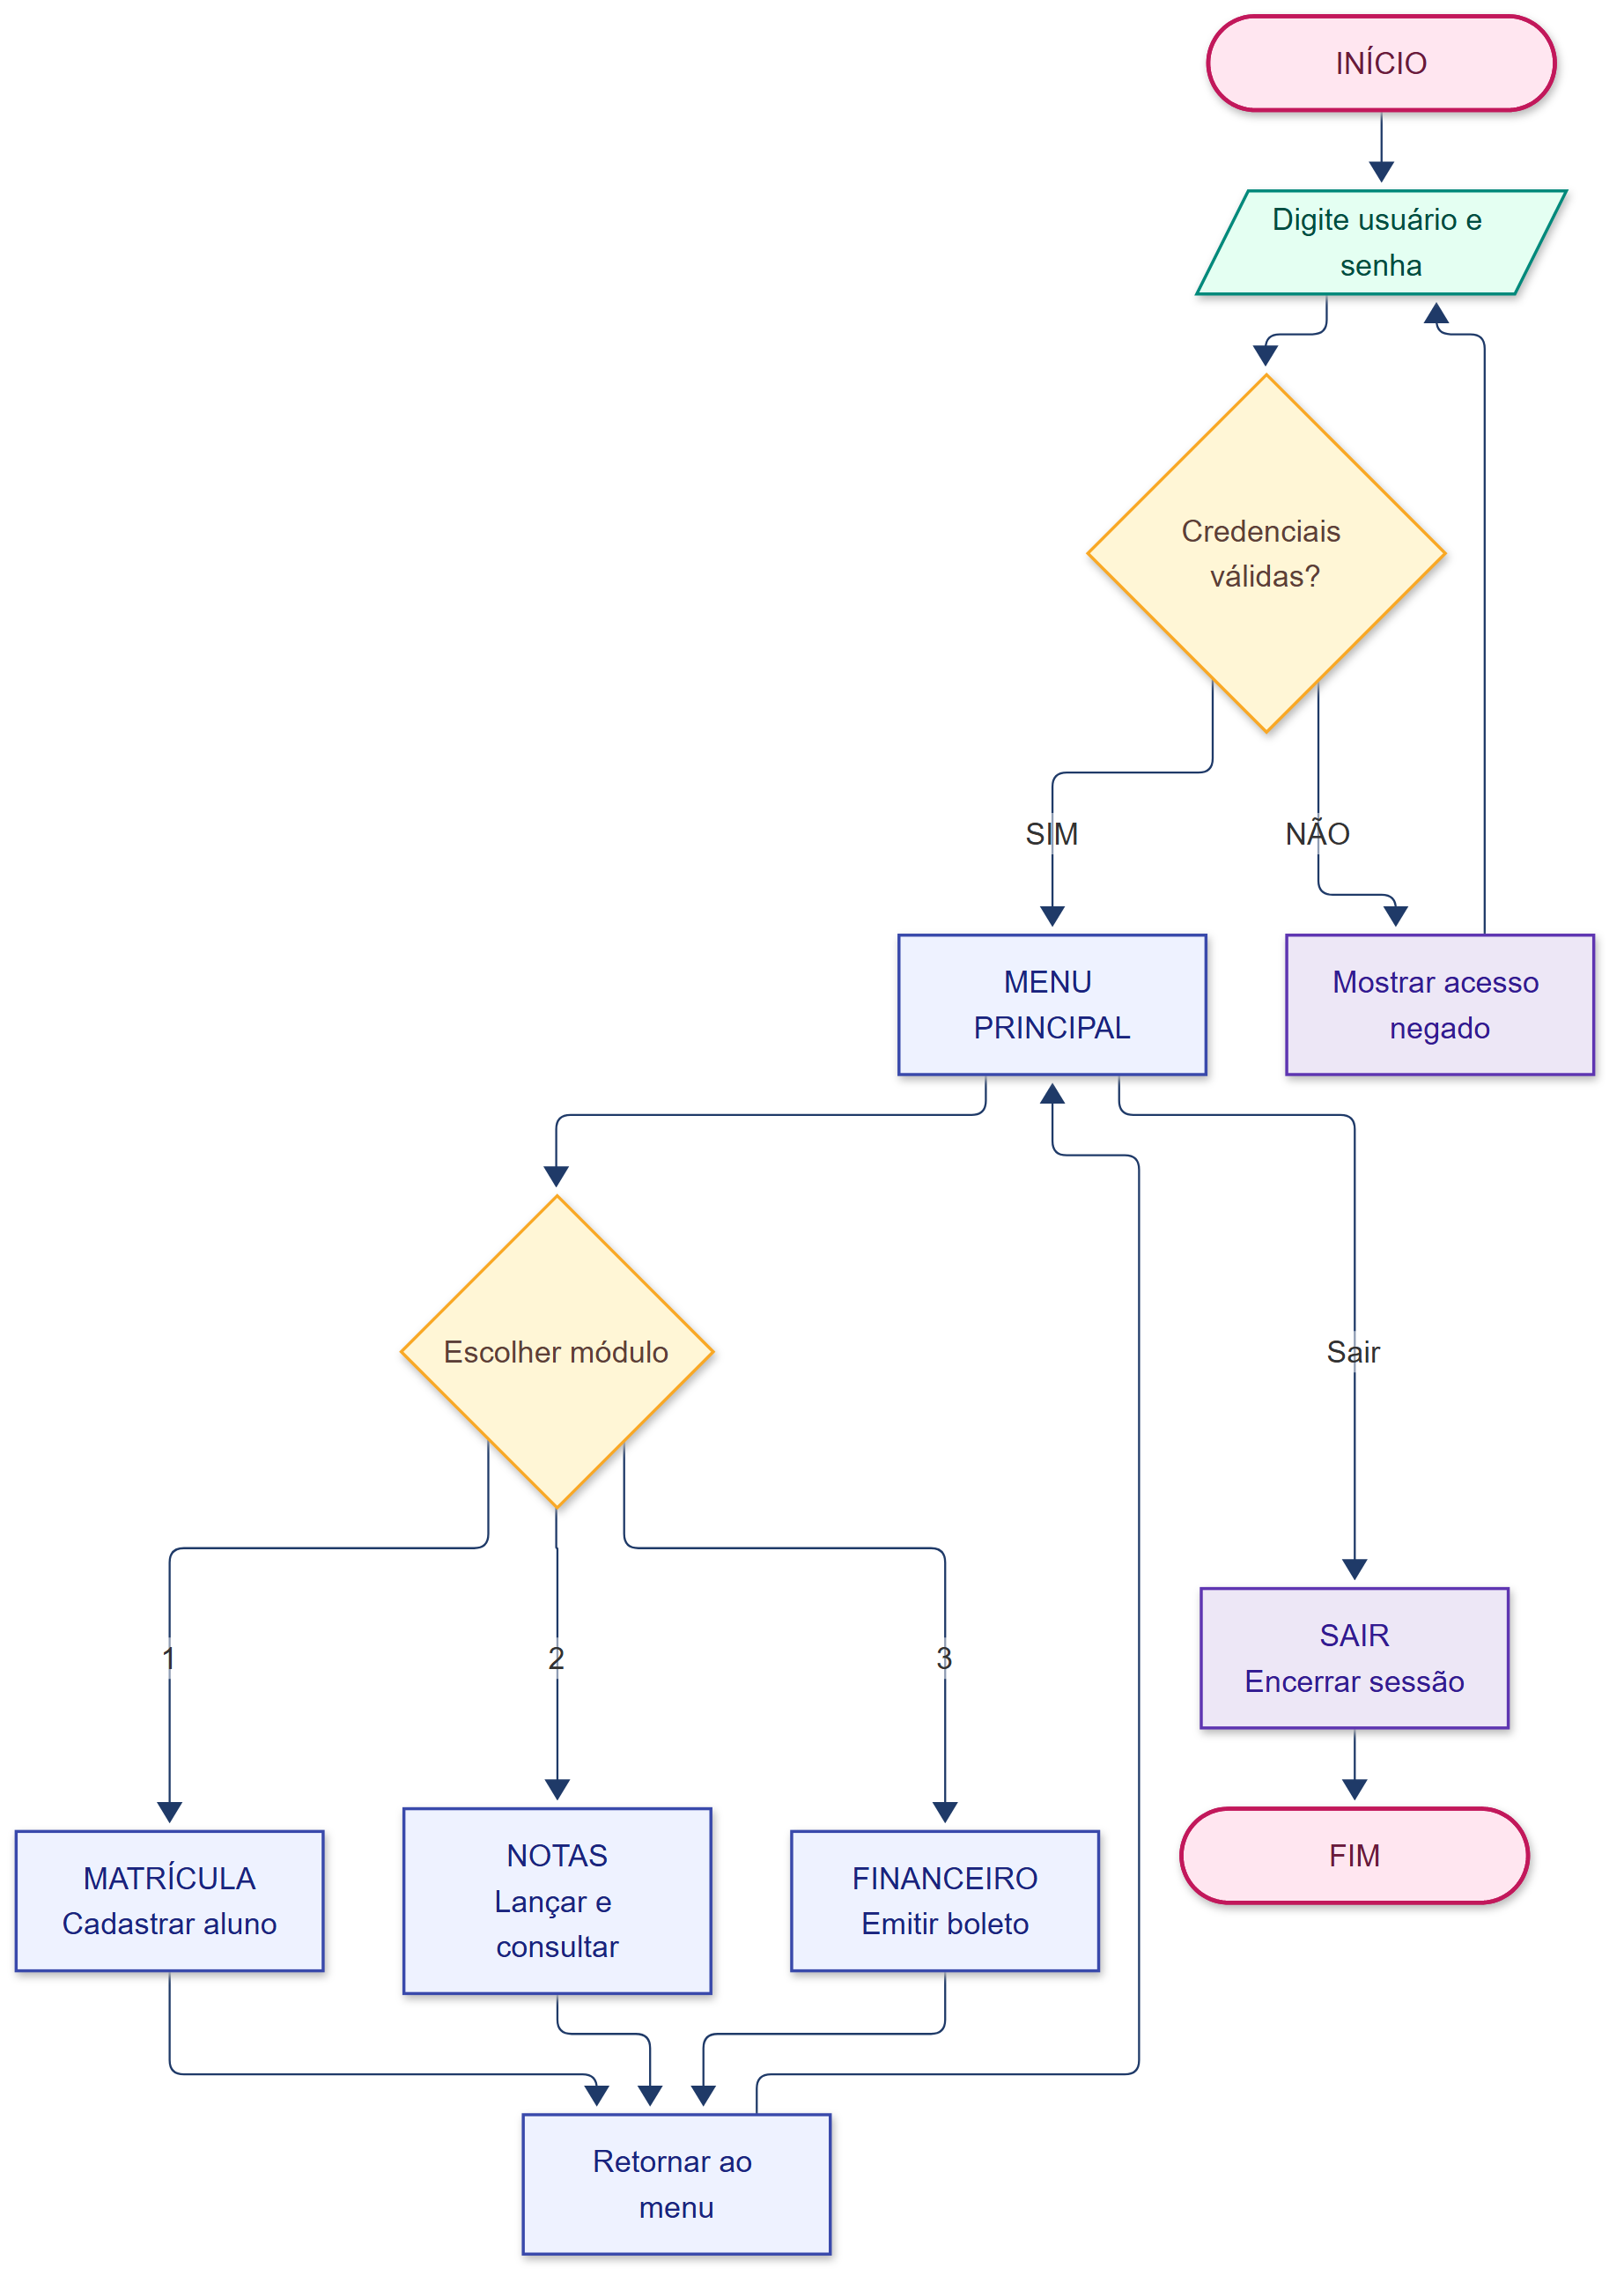 INÍCIO
Digite usuário e
senha
Credenciais
válidas?
SIM
NÃO
MENU
PRINCIPAL
Mostrar acesso
negado
Escolher módulo
Sair
1
2
3
SAIR
Encerrar sessão
MATRÍCULA
Cadastrar aluno
NOTAS
Lançar e
consultar
FINANCEIRO
Emitir boleto
FIM
Retornar ao
menu